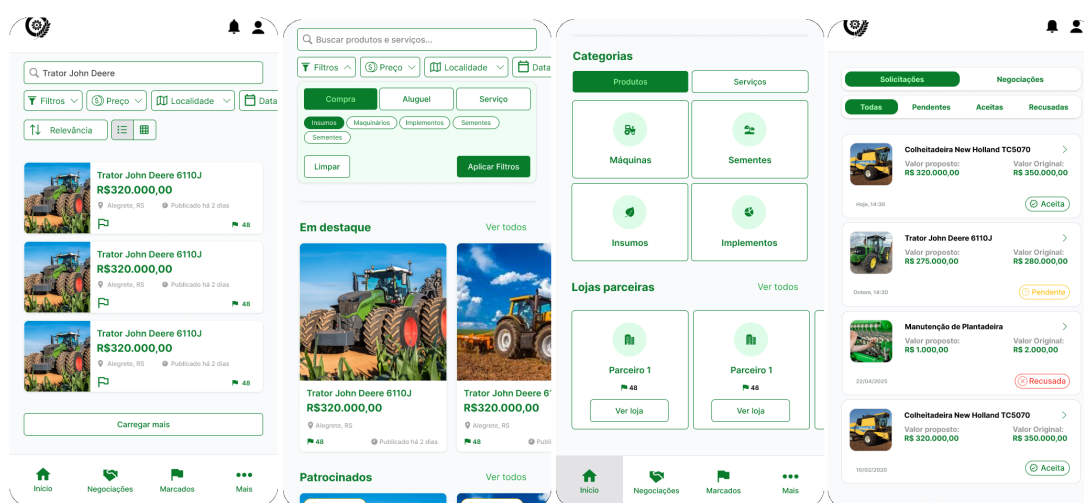 Trator John Deere
Filtros
Preço
Localidade
Data
Relevância
Trator John Deere 6110J
R$320.000,00
Alegrete, RS
Publicado há 2 dias
48
Trator John Deere 6110J
R$320.000,00
Alegrete, RS
Publicado há 2 dias
48
Trator John Deere 6110J
R$320.000,00
Alegrete, RS
Publicado há 2 dias
48
Carregar mais
Início
Negociações
Marcados
Mais
Buscar produtos e serviços...
Filtros
Preço
Localidade
Data
Compra
Aluguel
Serviço
Insumos
Maquinários
Implementos
Sementes
Sementes
Limpar
Aplicar Filtros
Em destaque
Ver todos
Trator John Deere 6110J
R$320.000,00
Alegrete, RS
48
Publicado há 2 dias
Trator John Deere 6
R$320.000,00
Alegrete, RS
48
Publi
Patrocinados
Ver todos
Categorias
Produtos
Serviços
Máquinas
Sementes
Insumos
Implementos
Lojas parceiras
Ver todos
Parceiro 1
48
Ver loja
Parceiro 1
48
Ver loja
Início
Negociações
Marcados
Mais
Solicitações
Negociações
Todas
Pendentes
Aceitas
Recusadas
Colheitadeira New Holland TC5070
Valor proposto:
R$ 320.000,00
Valor Original:
R$ 350.000,00
Hoje, 14:30
Aceita
Trator John Deere 6110J
Valor proposto:
R$ 275.000,00
Valor Original:
R$ 280.000,00
Ontem, 14:30
Pendente
Manutenção de Plantadeira
Valor proposto:
R$ 1.000,00
Valor Original:
R$ 2.000,00
22/04/2025
Recusada
Colheitadeira New Holland TC5070
Valor proposto:
R$ 320.000,00
Valor Original:
R$ 350.000,00
10/02/2020
Aceita